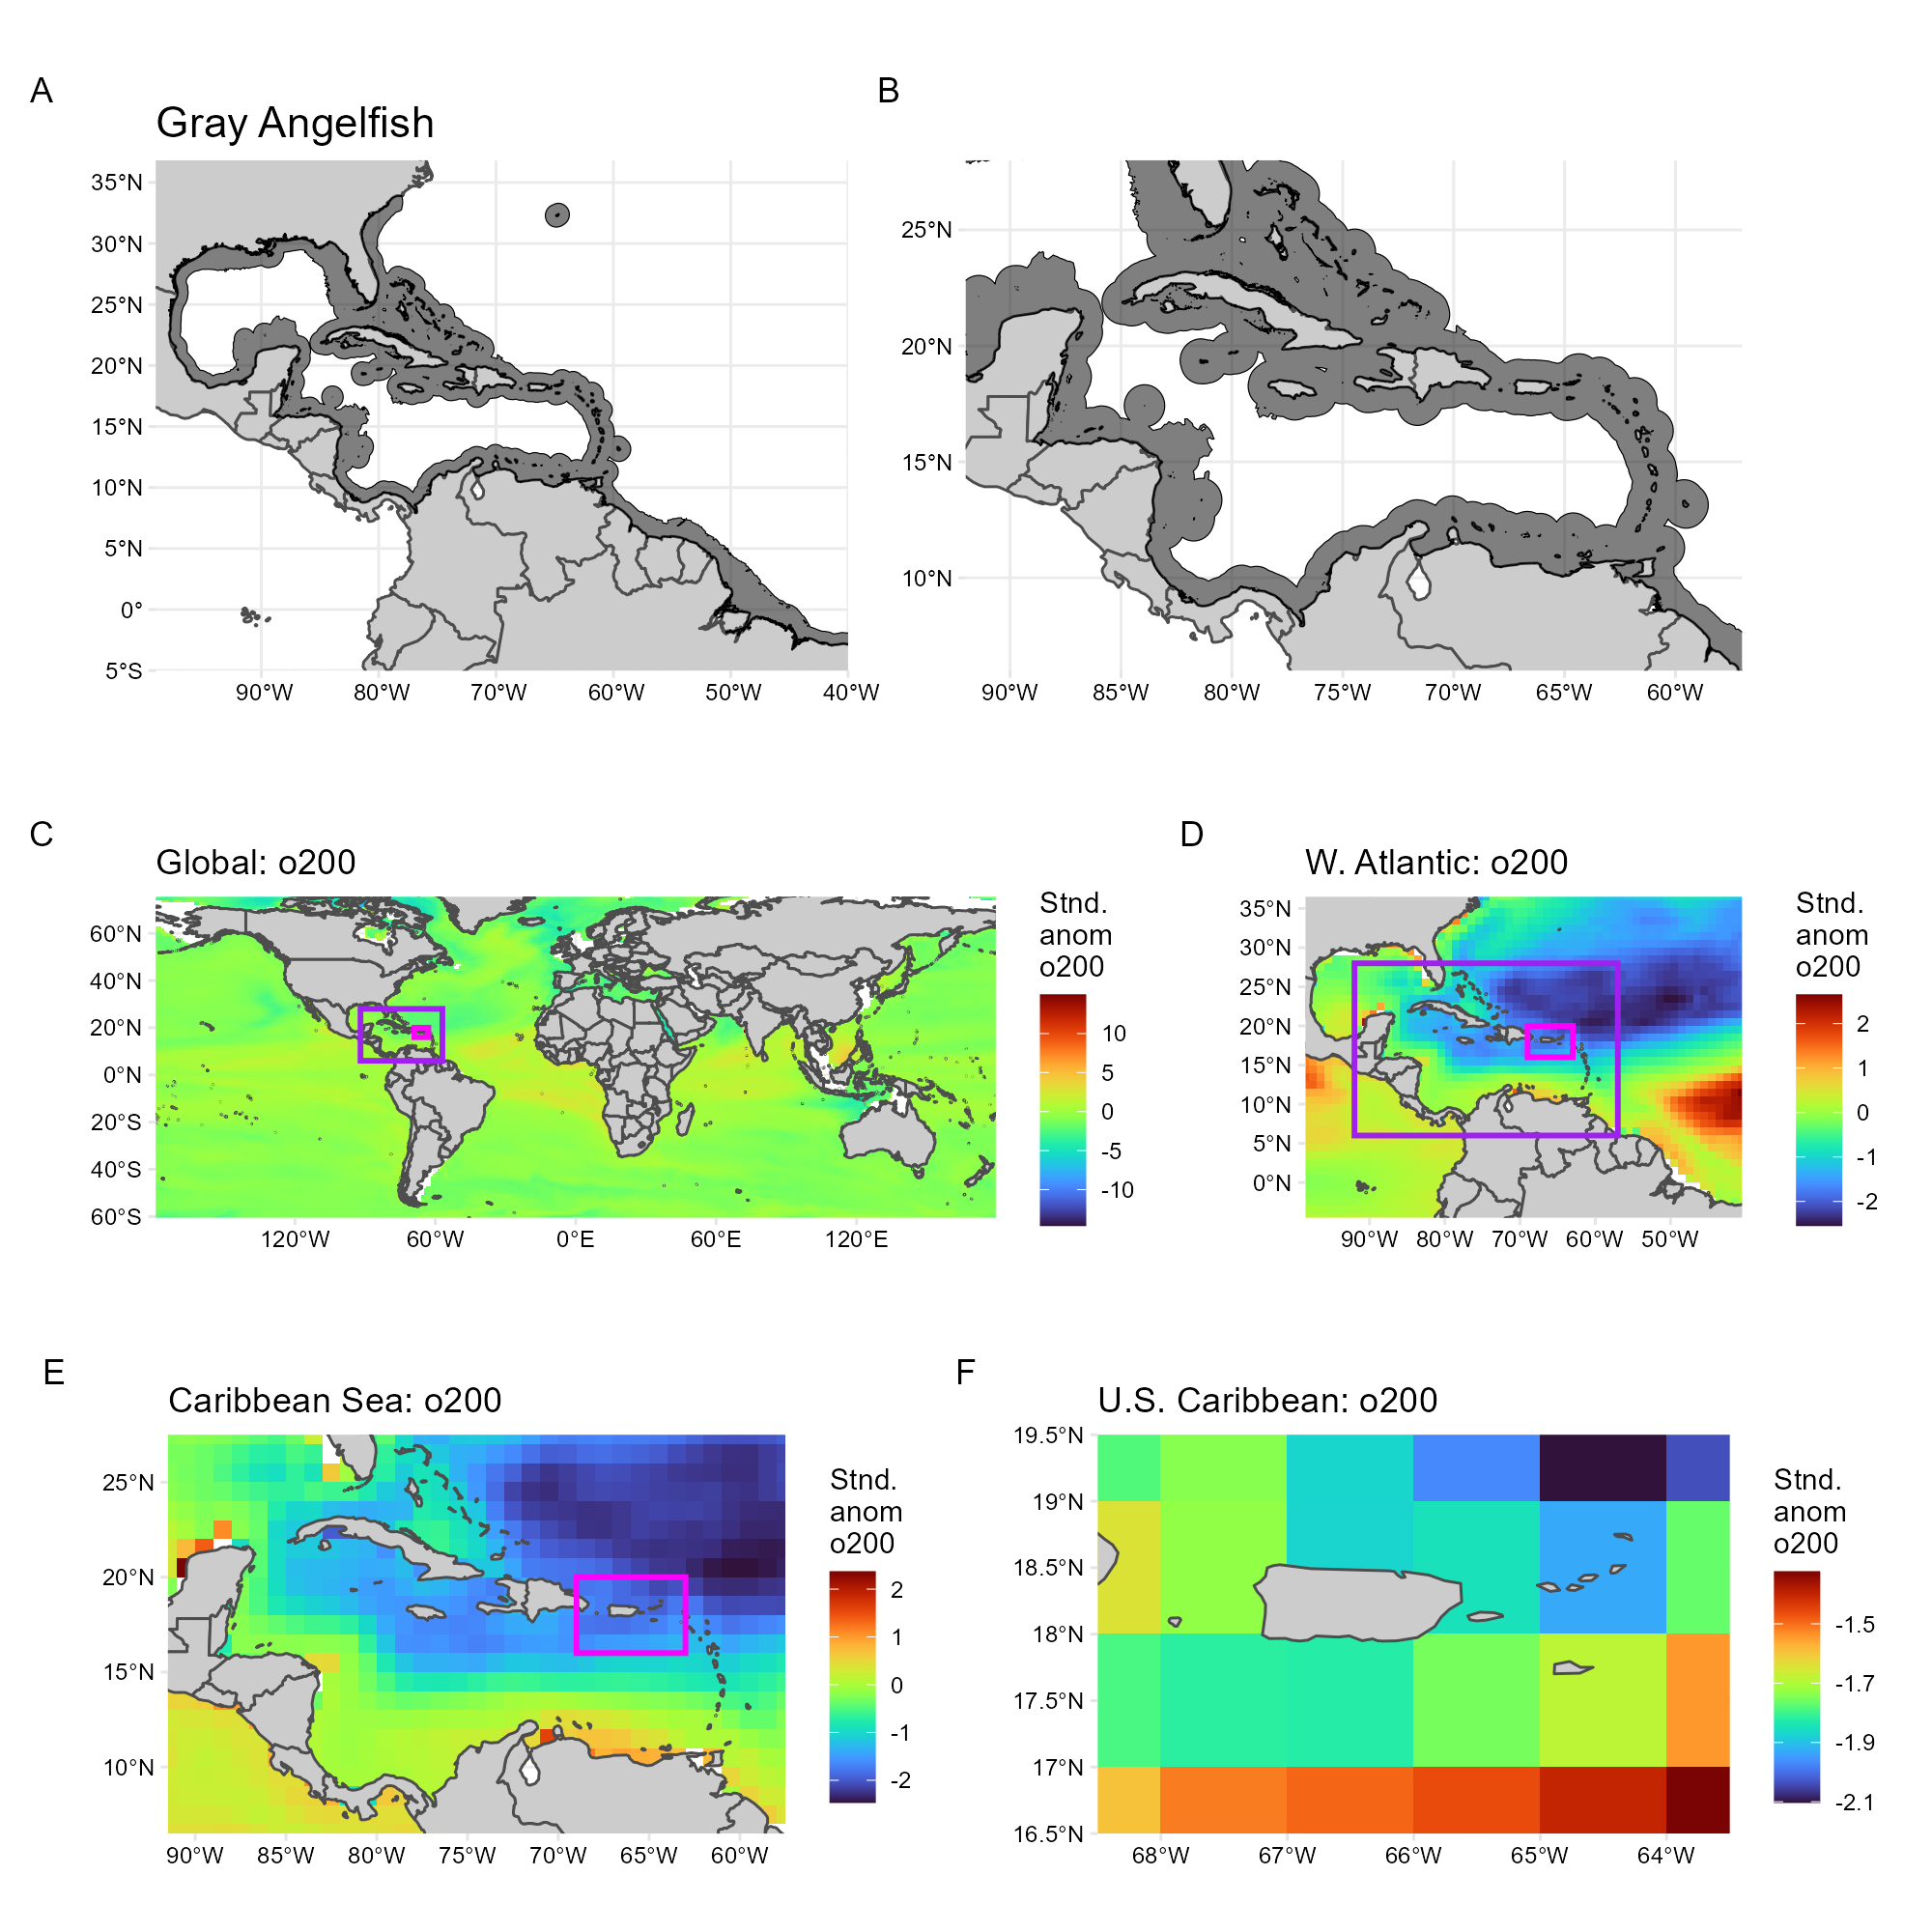 A
B
Gray Angelfish
35°N
30°N
25°N
20°N
15°N
10°N
5°N
0°
5°S
90°W 80°W 70°W 60°W 50°W 40°W
25°N
20°N
15°N
10°N
90°W 85°W 80°W 75°W 70°W 65°W 60°W
C
D
Global: o200
60°N
40°N
20°N
0°N
20°S
40°S
60°S
120°W 60°W 0°E 60°E 120°E
Stnd.
anom
o200
10
5
0
-5
-10
W. Atlantic: o200
35°N
30°N
25°N
20°N
15°N
10°N
5°N
0°N
90°W 80°W 70°W 60°W 50°W
Stnd.
anom
o200
2
1
0
-1
-2
E
F
Caribbean Sea: o200
25°N
20°N
15°N
10°N
90°W 85°W 80°W 75°W 70°W 65°W 60°W
Stnd.
anom
o200
2
1
0
-1
-2
U.S. Caribbean: o200
19.5°N
19°N
18.5°N
18°N
17.5°N
17°N
16.5°N
68°W 67°W 66°W 65°W 64°W
Stnd.
anom
o200
-1.5
-1.7
-1.9
-2.1